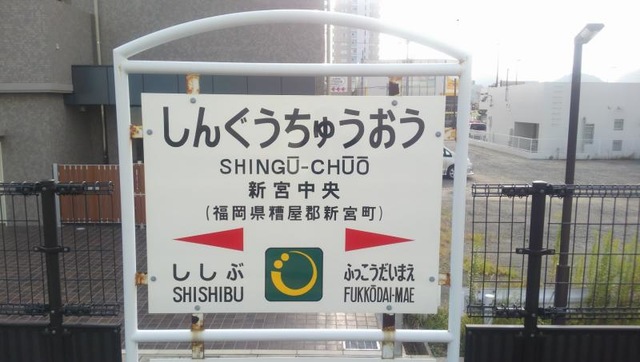 しんぐうちゅうおう
SHINGŪ-CHŪŌ
新宮中央
(福岡県糟屋郡新宮町)
ししぶ ふっこうだいまえ
SHISHIBU FUKKŌDAI-MAE